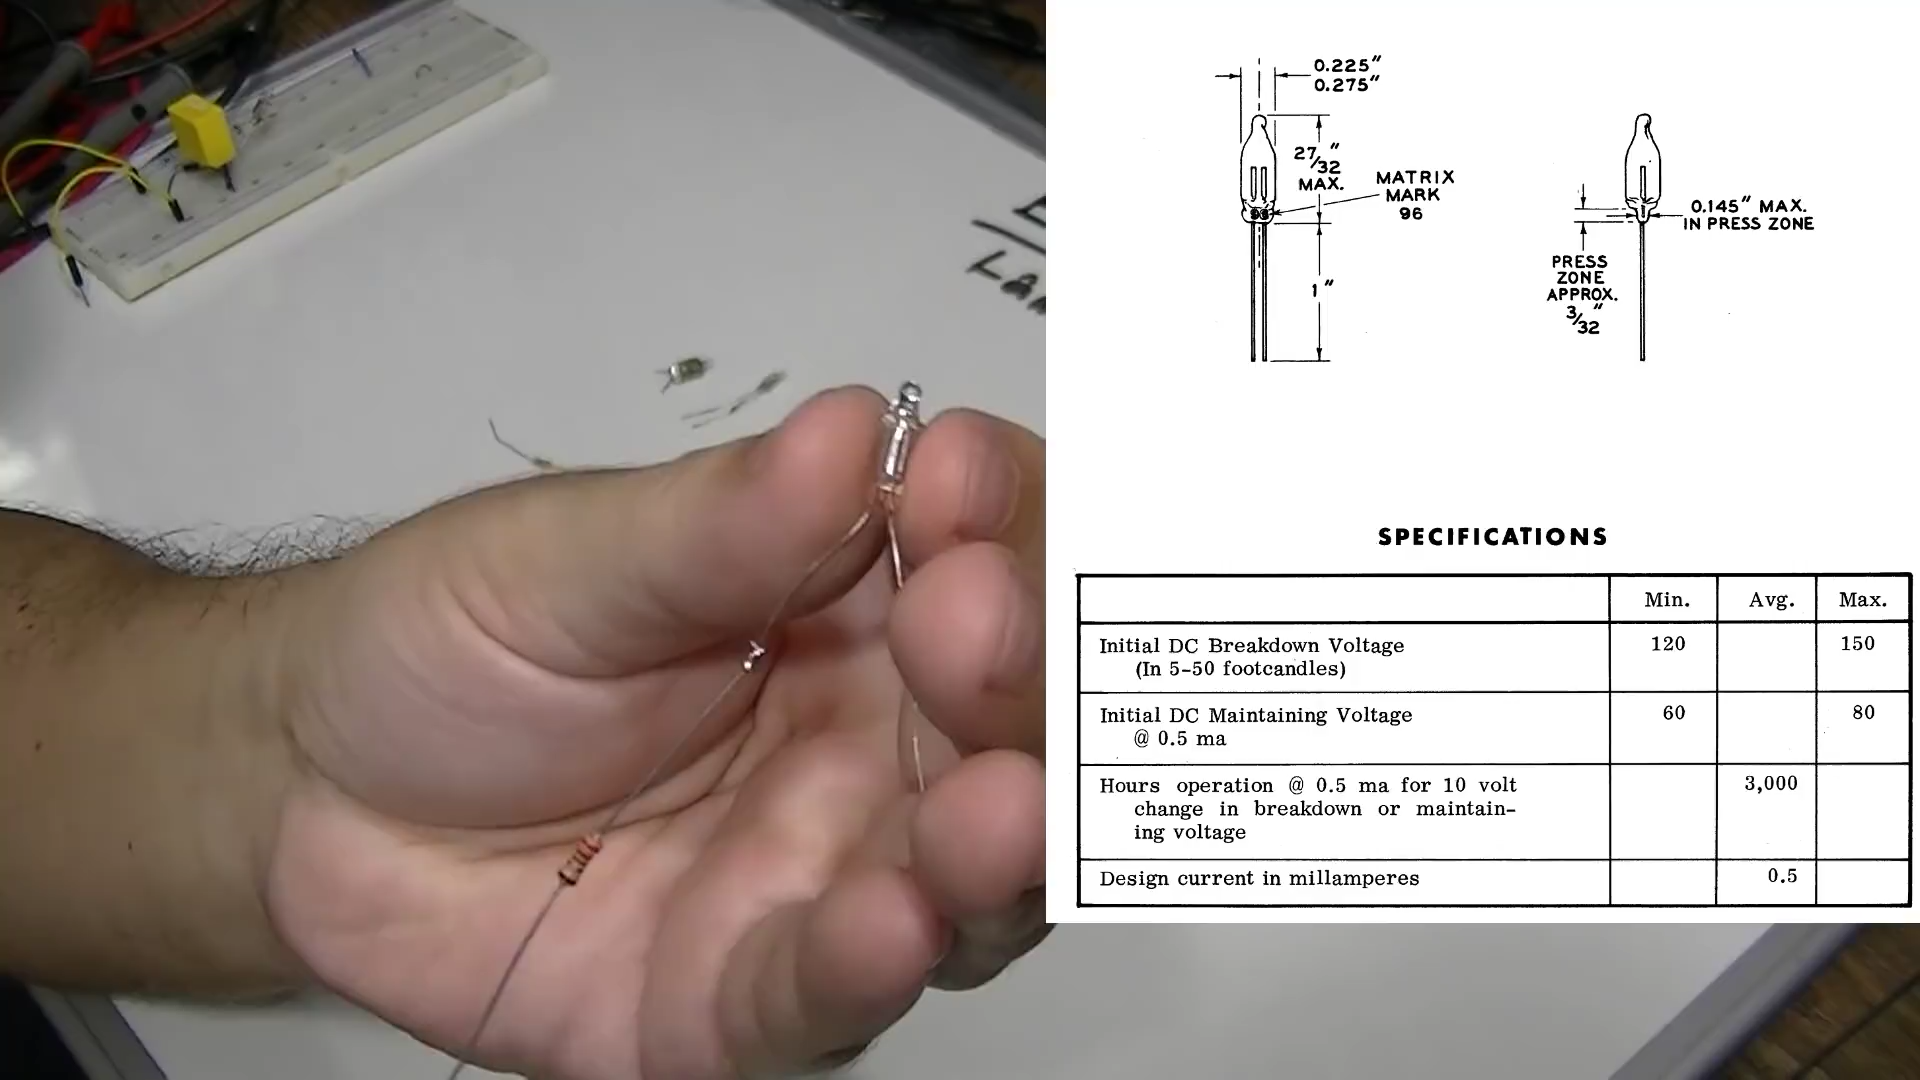 0.225"
0.275"
27/32"
MAX.
MATRIX
MARK
96
1"
0.145" MAX.
IN PRESS ZONE
PRESS
ZONE
APPROX.
3/32"
SPECIFICATIONS
Min. Avg. Max.
Initial DC Breakdown Voltage 120 150
(In 5-50 footcandles)
Initial DC Maintaining Voltage 60 80
@ 0.5 ma
Hours operation @ 0.5 ma for 10 volt 3,000
change in breakdown or maintain-
ing voltage
Design current in millamperes 0.5